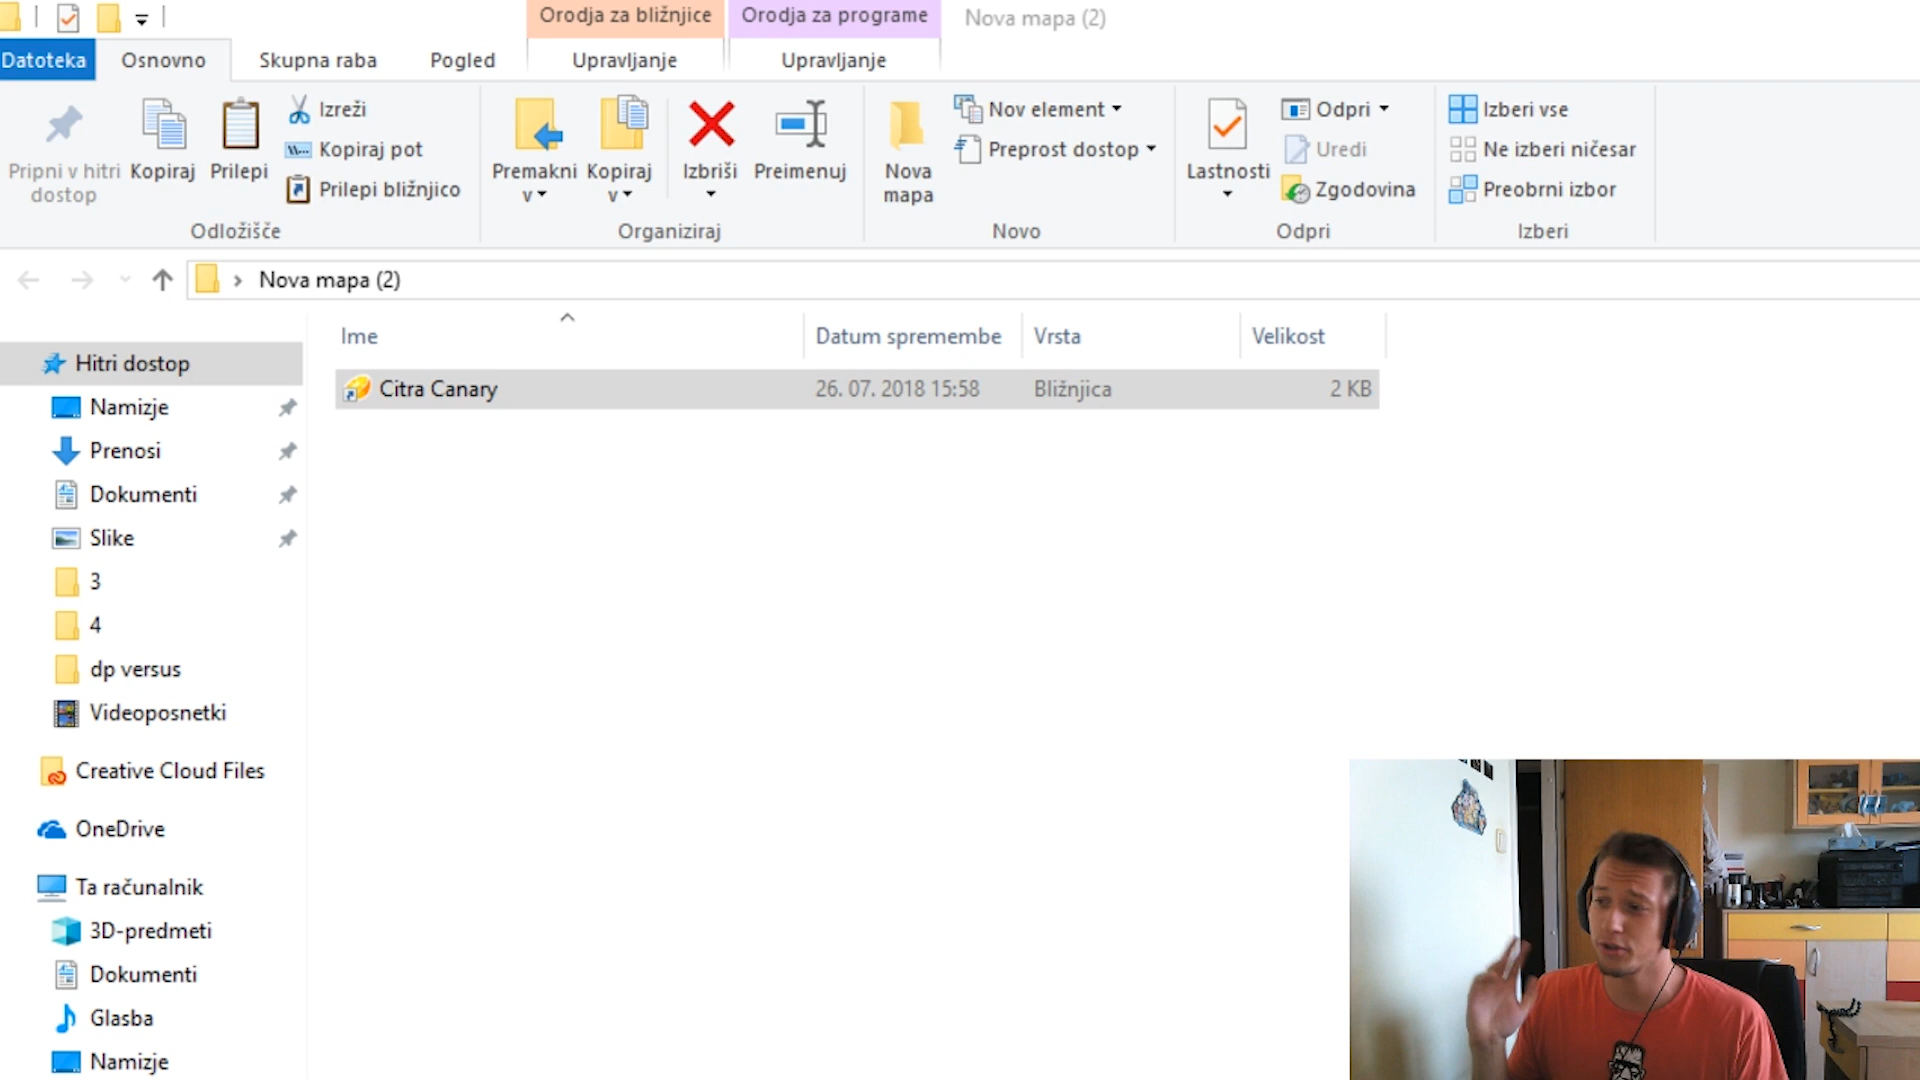 Orodja za bližnjice
Orodja za programe
Nova mapa (2)
Datoteka
Osnovno
Skupna raba
Pogled
Upravljanje
Upravljanje
Pripni v hitri
dostop
Kopiraj
Prilepi
Izreži
Kopiraj pot
Prilepi bližnjico
Odložišče
Premakni
v
Kopiraj
v
Izbriši
Preimenuj
Organiziraj
Nova
mapa
Nov element
Preprost dostop
Novo
Lastnosti
Odpri
Uredi
Zgodovina
Odpri
Izberi vse
Ne izberi ničesar
Preobrni izbor
Izberi
Nova mapa (2)
Ime
Datum spremembe
Vrsta
Velikost
Citra Canary
26. 07. 2018 15:58
Bližnjica
2 KB
Hitri dostop
Namizje
Prenosi
Dokumenti
Slike
3
4
dp versus
Videoposnetki
Creative Cloud Files
OneDrive
Ta računalnik
3D-predmeti
Dokumenti
Glasba
Namizje